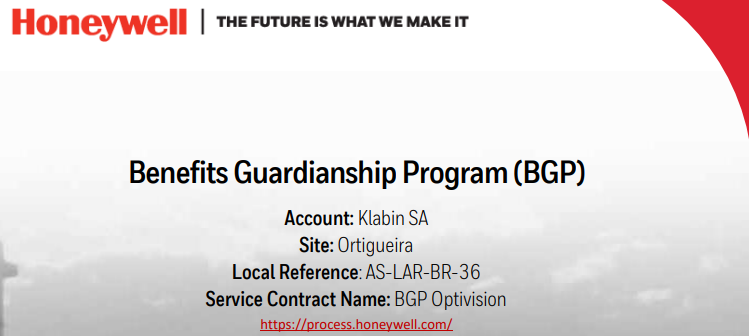 Honeywell | THE FUTURE IS WHAT WE MAKE IT
Benefits Guardianship Program (BGP)
Account: Klabin SA
Site: Ortigueira
Local Reference: AS-LAR-BR-36
Service Contract Name: BGP Optivision
https://process.honeywell.com/